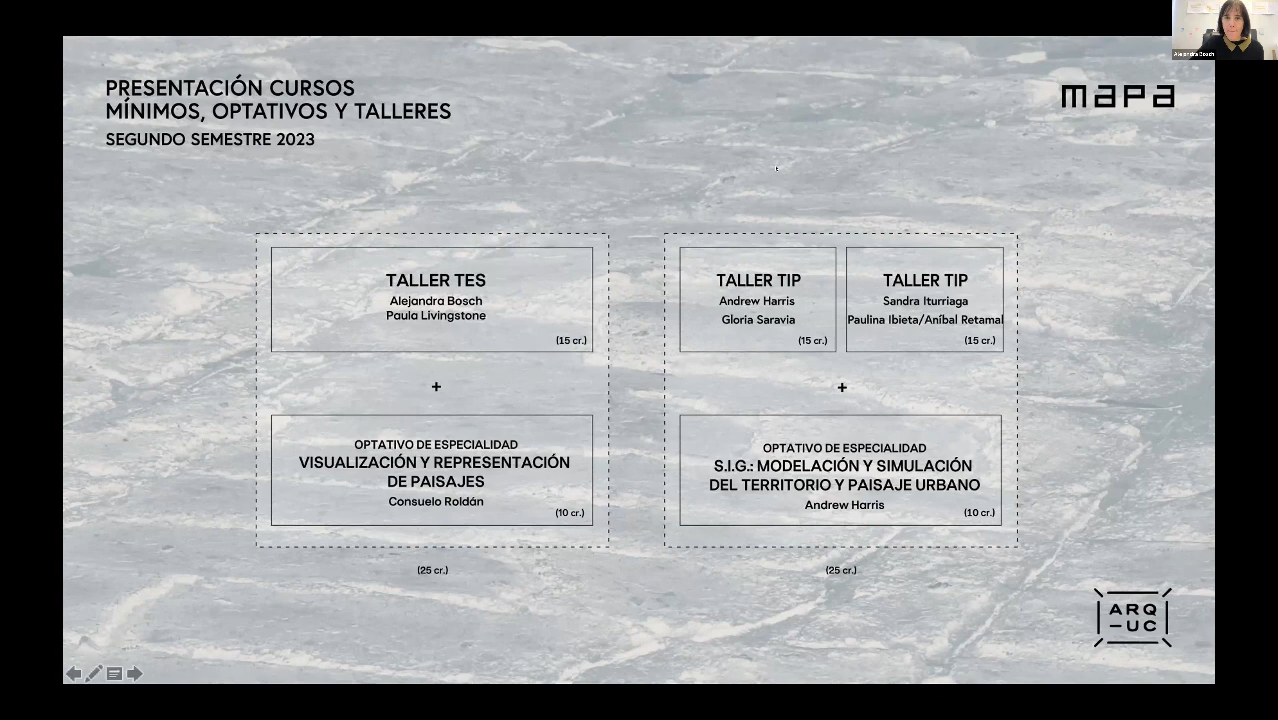 Alejandra Bosch
PRESENTACIÓN CURSOS
MÍNIMOS, OPTATIVOS Y TALLERES
SEGUNDO SEMESTRE 2023
mapa
TALLER TES
Alejandra Bosch
Paula Livingstone
(15 cr.)
+
OPTATIVO DE ESPECIALIDAD
VISUALIZACIÓN Y REPRESENTACIÓN
DE PAISAJES
Consuelo Roldán
(10 cr.)
(25 cr.)
TALLER TIP
Andrew Harris
Gloria Saravia
(15 cr.)
TALLER TIP
Sandra Iturriaga
Paulina Ibieta/Aníbal Retamal
(15 cr.)
+
OPTATIVO DE ESPECIALIDAD
S.I.G.: MODELACIÓN Y SIMULACIÓN
DEL TERRITORIO Y PAISAJE URBANO
Andrew Harris
(10 cr.)
(25 cr.)
ARQ
—UC